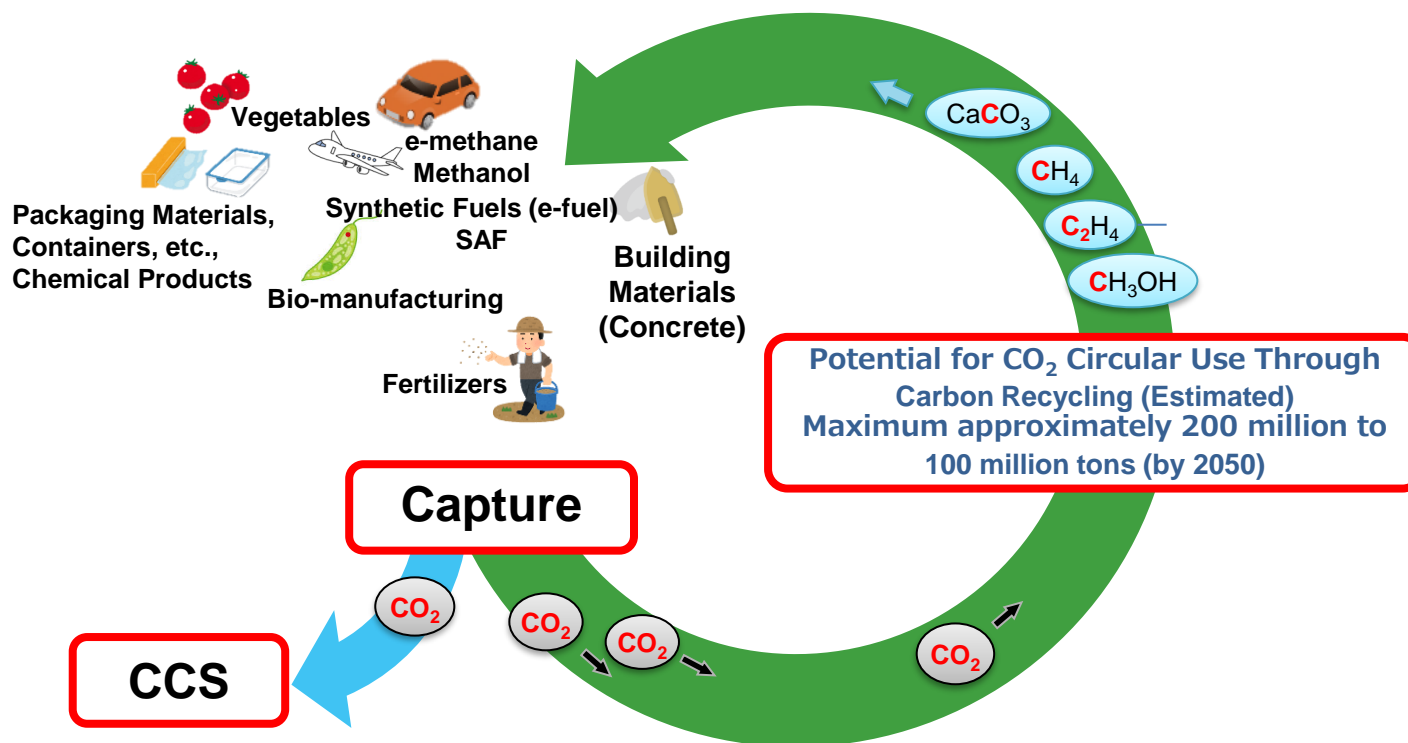 Vegetables
e-methane
Methanol
Packaging Materials,
Containers, etc.,
Chemical Products
Synthetic Fuels (e-fuel)
SAF
Bio-manufacturing
Building
Materials
(Concrete)
Fertilizers
CaCO₃
CH₄
C₂H₄
CH₃OH
Potential for CO₂ Circular Use Through
Carbon Recycling (Estimated)
Maximum approximately 200 million to
100 million tons (by 2050)
Capture
CO₂
CO₂
CO₂
CO₂
CCS